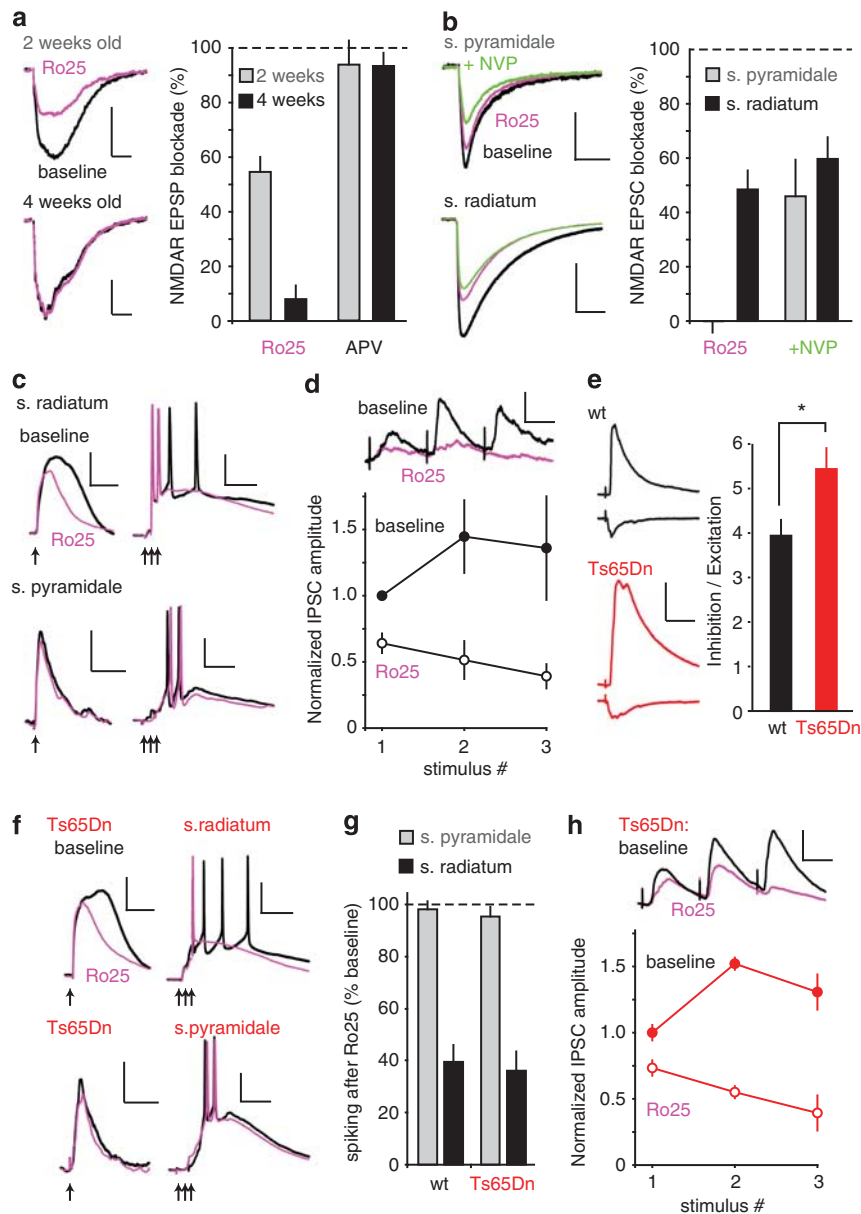 a
2 weeks old
Ro25
baseline
4 weeks old
NMDAR EPSP blockade (%)
100
80
60
40
20
0
2 weeks
4 weeks
Ro25
APV
b
s. pyramidale
+ NVP
Ro25
baseline
s. radiatum
NMDAR EPSC blockade (%)
100
80
60
40
20
0
s. pyramidale
s. radiatum
Ro25
+NVP
c
s. radiatum
baseline
Ro25
s. pyramidale
d
baseline
Ro25
Normalized IPSC amplitude
1.5
1.0
0.5
0
baseline
Ro25
1
2
3
stimulus #
e
wt
Ts65Dn
Inhibition / Excitation
6
5
4
3
2
1
0
*
wt
Ts65Dn
f
Ts65Dn
s.radiatum
baseline
Ro25
Ts65Dn
s.pyramidale
g
s. pyramidale
s. radiatum
spiking after Ro25 (% baseline)
100
80
60
40
20
0
wt
Ts65Dn
h
Ts65Dn:
baseline
Ro25
Normalized IPSC amplitude
1.5
1.0
0.5
0
baseline
Ro25
1
2
3
stimulus #